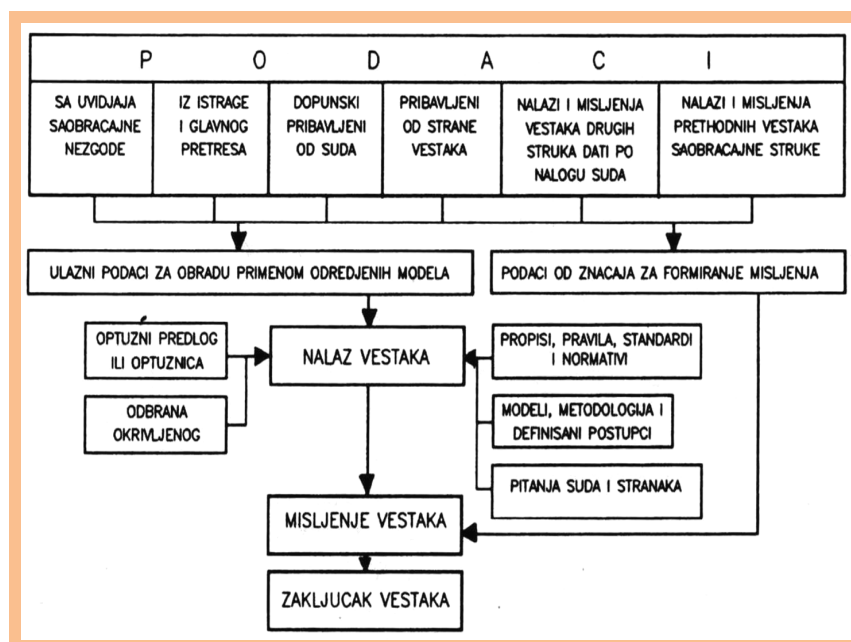 P O D A C I
SA UVIDJAJA
SAOBRACAJNE
NEZGODE
IZ ISTRAGE
I GLAVNOG
PRETRESA
DOPUNSKI
PRIBAVLJENI
OD SUDA
PRIBAVLJENI
OD STRANE
VESTAKA
NALAZI I MISLJENJA
VESTAKA DRUGIH
STRUKA DATI PO
NALOGU SUDA
NALAZI I MISLJENJA
PRETHODNIH VESTAKA
SAOBRACAJNE STRUKE
ULAZNI PODACI ZA OBRADU PRIMENOM ODREDJENIH MODELA
PODACI OD ZNACAJA ZA FORMIRANJE MISLJENJA
OPTUZNI PREDLOG
ILI OPTUZNICA
NALAZ VESTAKA
PROPISI, PRAVILA, STANDARDI
I NORMATIVI
ODBRANA
OKRIVLJENOG
MODELI, METODOLOGIJA I
DEFINISANI POSTUPCI
PITANJA SUDA I STRANAKA
MISLJENJE VESTAKA
ZAKLJUCAK VESTAKA